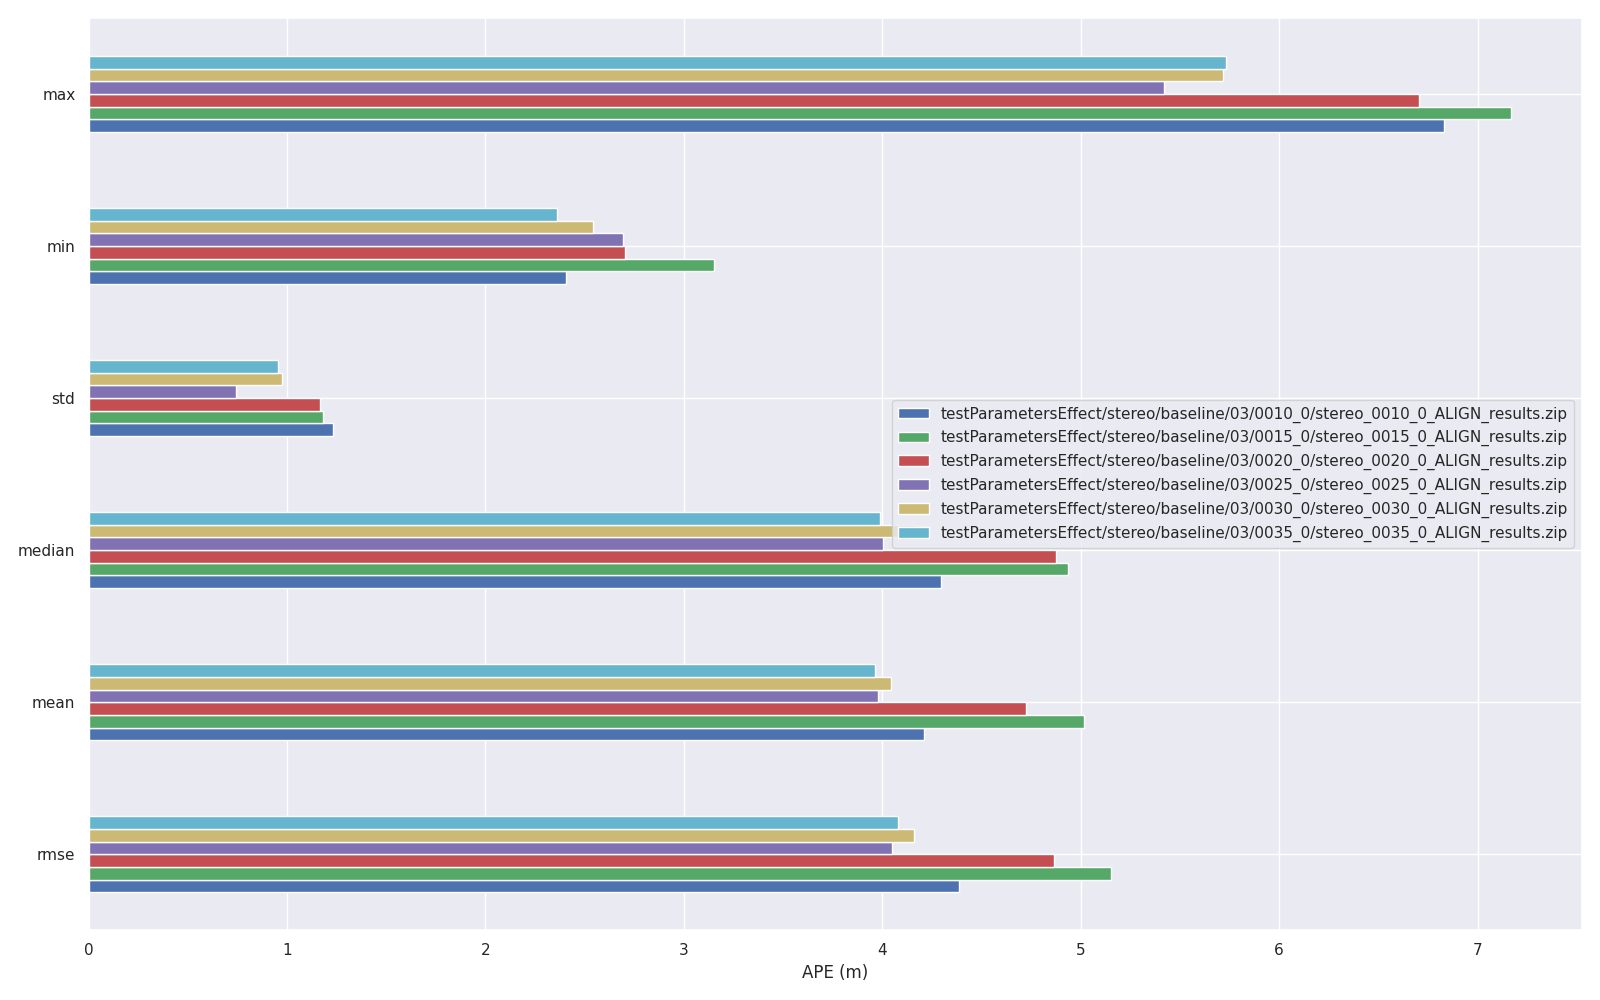 max
min
std
median
mean
rmse
testParametersEffect/stereo/baseline/03/0010_0/stereo_0010_0_ALIGN_results.zip
testParametersEffect/stereo/baseline/03/0015_0/stereo_0015_0_ALIGN_results.zip
testParametersEffect/stereo/baseline/03/0020_0/stereo_0020_0_ALIGN_results.zip
testParametersEffect/stereo/baseline/03/0025_0/stereo_0025_0_ALIGN_results.zip
testParametersEffect/stereo/baseline/03/0030_0/stereo_0030_0_ALIGN_results.zip
testParametersEffect/stereo/baseline/03/0035_0/stereo_0035_0_ALIGN_results.zip
0 1 2 3 4 5 6 7
APE (m)